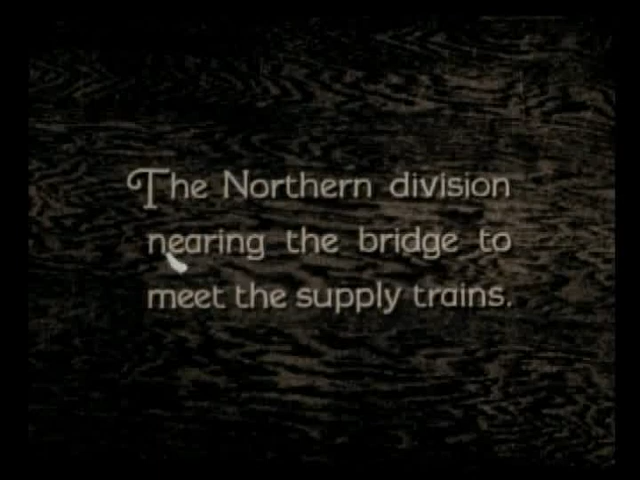 The Northern division
nearing the bridge to
meet the supply trains.